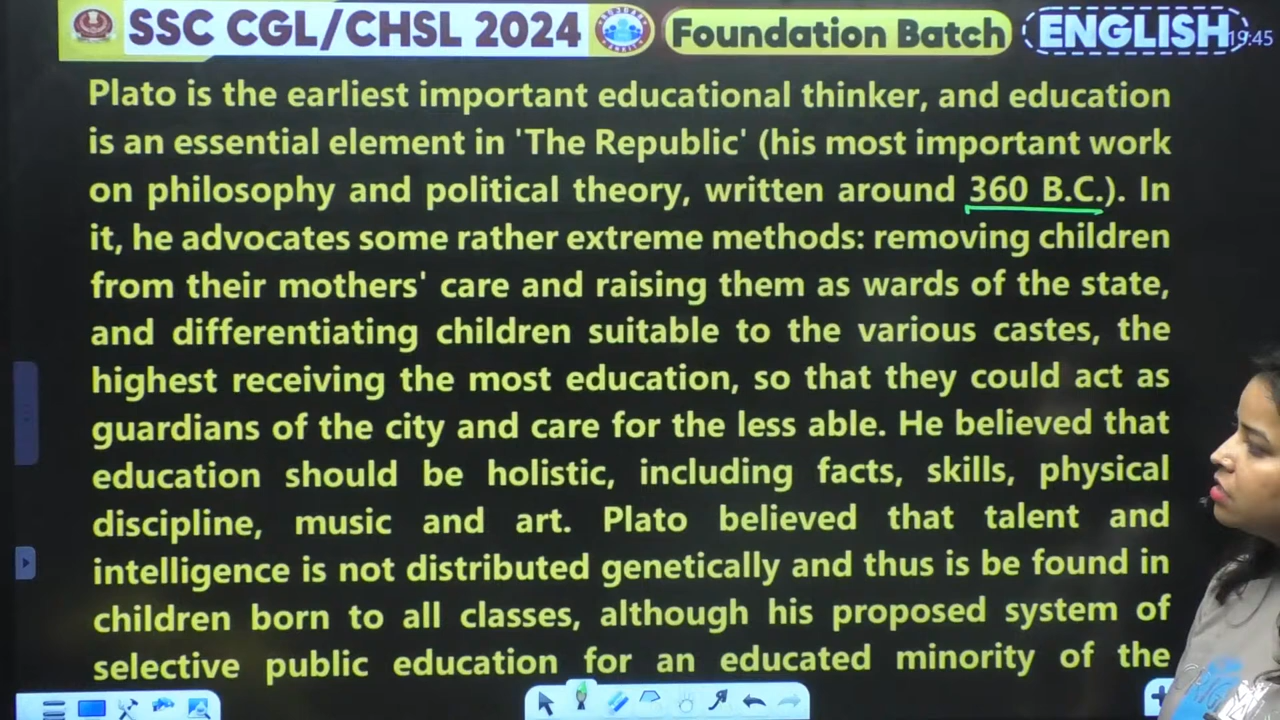 SSC CGL/CHSL 2024 Foundation Batch ENGLISH 19:45
Plato is the earliest important educational thinker, and education
is an essential element in 'The Republic' (his most important work
on philosophy and political theory, written around 360 B.C.). In
it, he advocates some rather extreme methods: removing children
from their mothers' care and raising them as wards of the state,
and differentiating children suitable to the various castes, the
highest receiving the most education, so that they could act as
guardians of the city and care for the less able. He believed that
education should be holistic, including facts, skills, physical
discipline, music and art. Plato believed that talent and
intelligence is not distributed genetically and thus is be found in
children born to all classes, although his proposed system of
selective public education for an educated minority of the